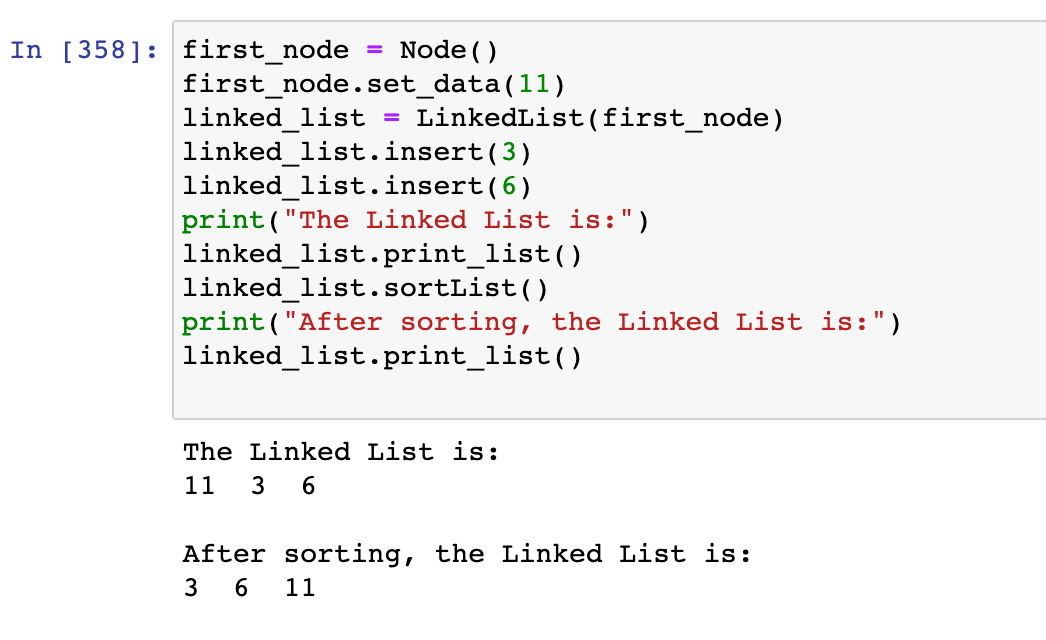 In [358]:
first_node = Node()
first_node.set_data(11)
linked_list = LinkedList(first_node)
linked_list.insert(3)
linked_list.insert(6)
print("The Linked List is:")
linked_list.print_list()
linked_list.sortList()
print("After sorting, the Linked List is:")
linked_list.print_list()
The Linked List is:
11  3  6
After sorting, the Linked List is:
3  6  11